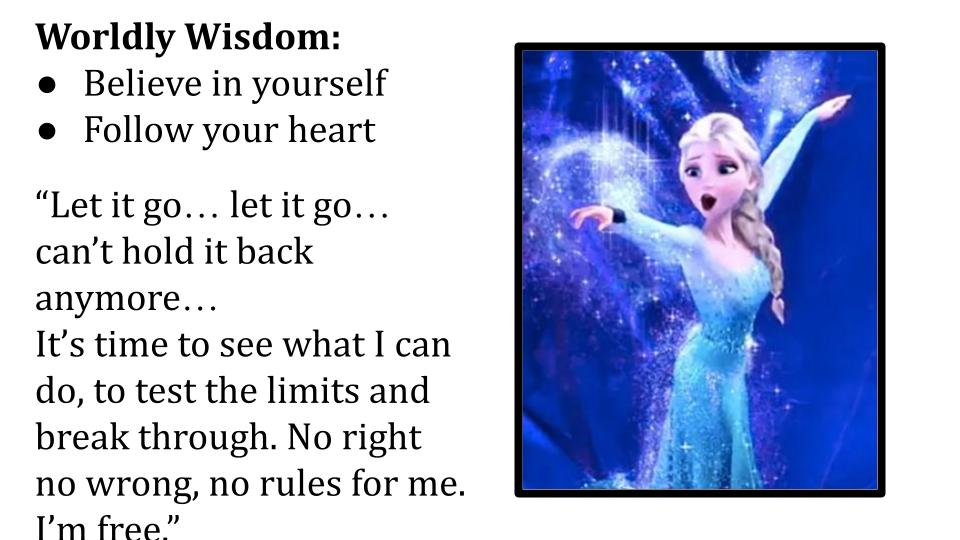 Worldly Wisdom:
● Believe in yourself
● Follow your heart
“Let it go… let it go…
can’t hold it back
anymore…
It’s time to see what I can
do, to test the limits and
break through. No right
no wrong, no rules for me.
I’m free.”